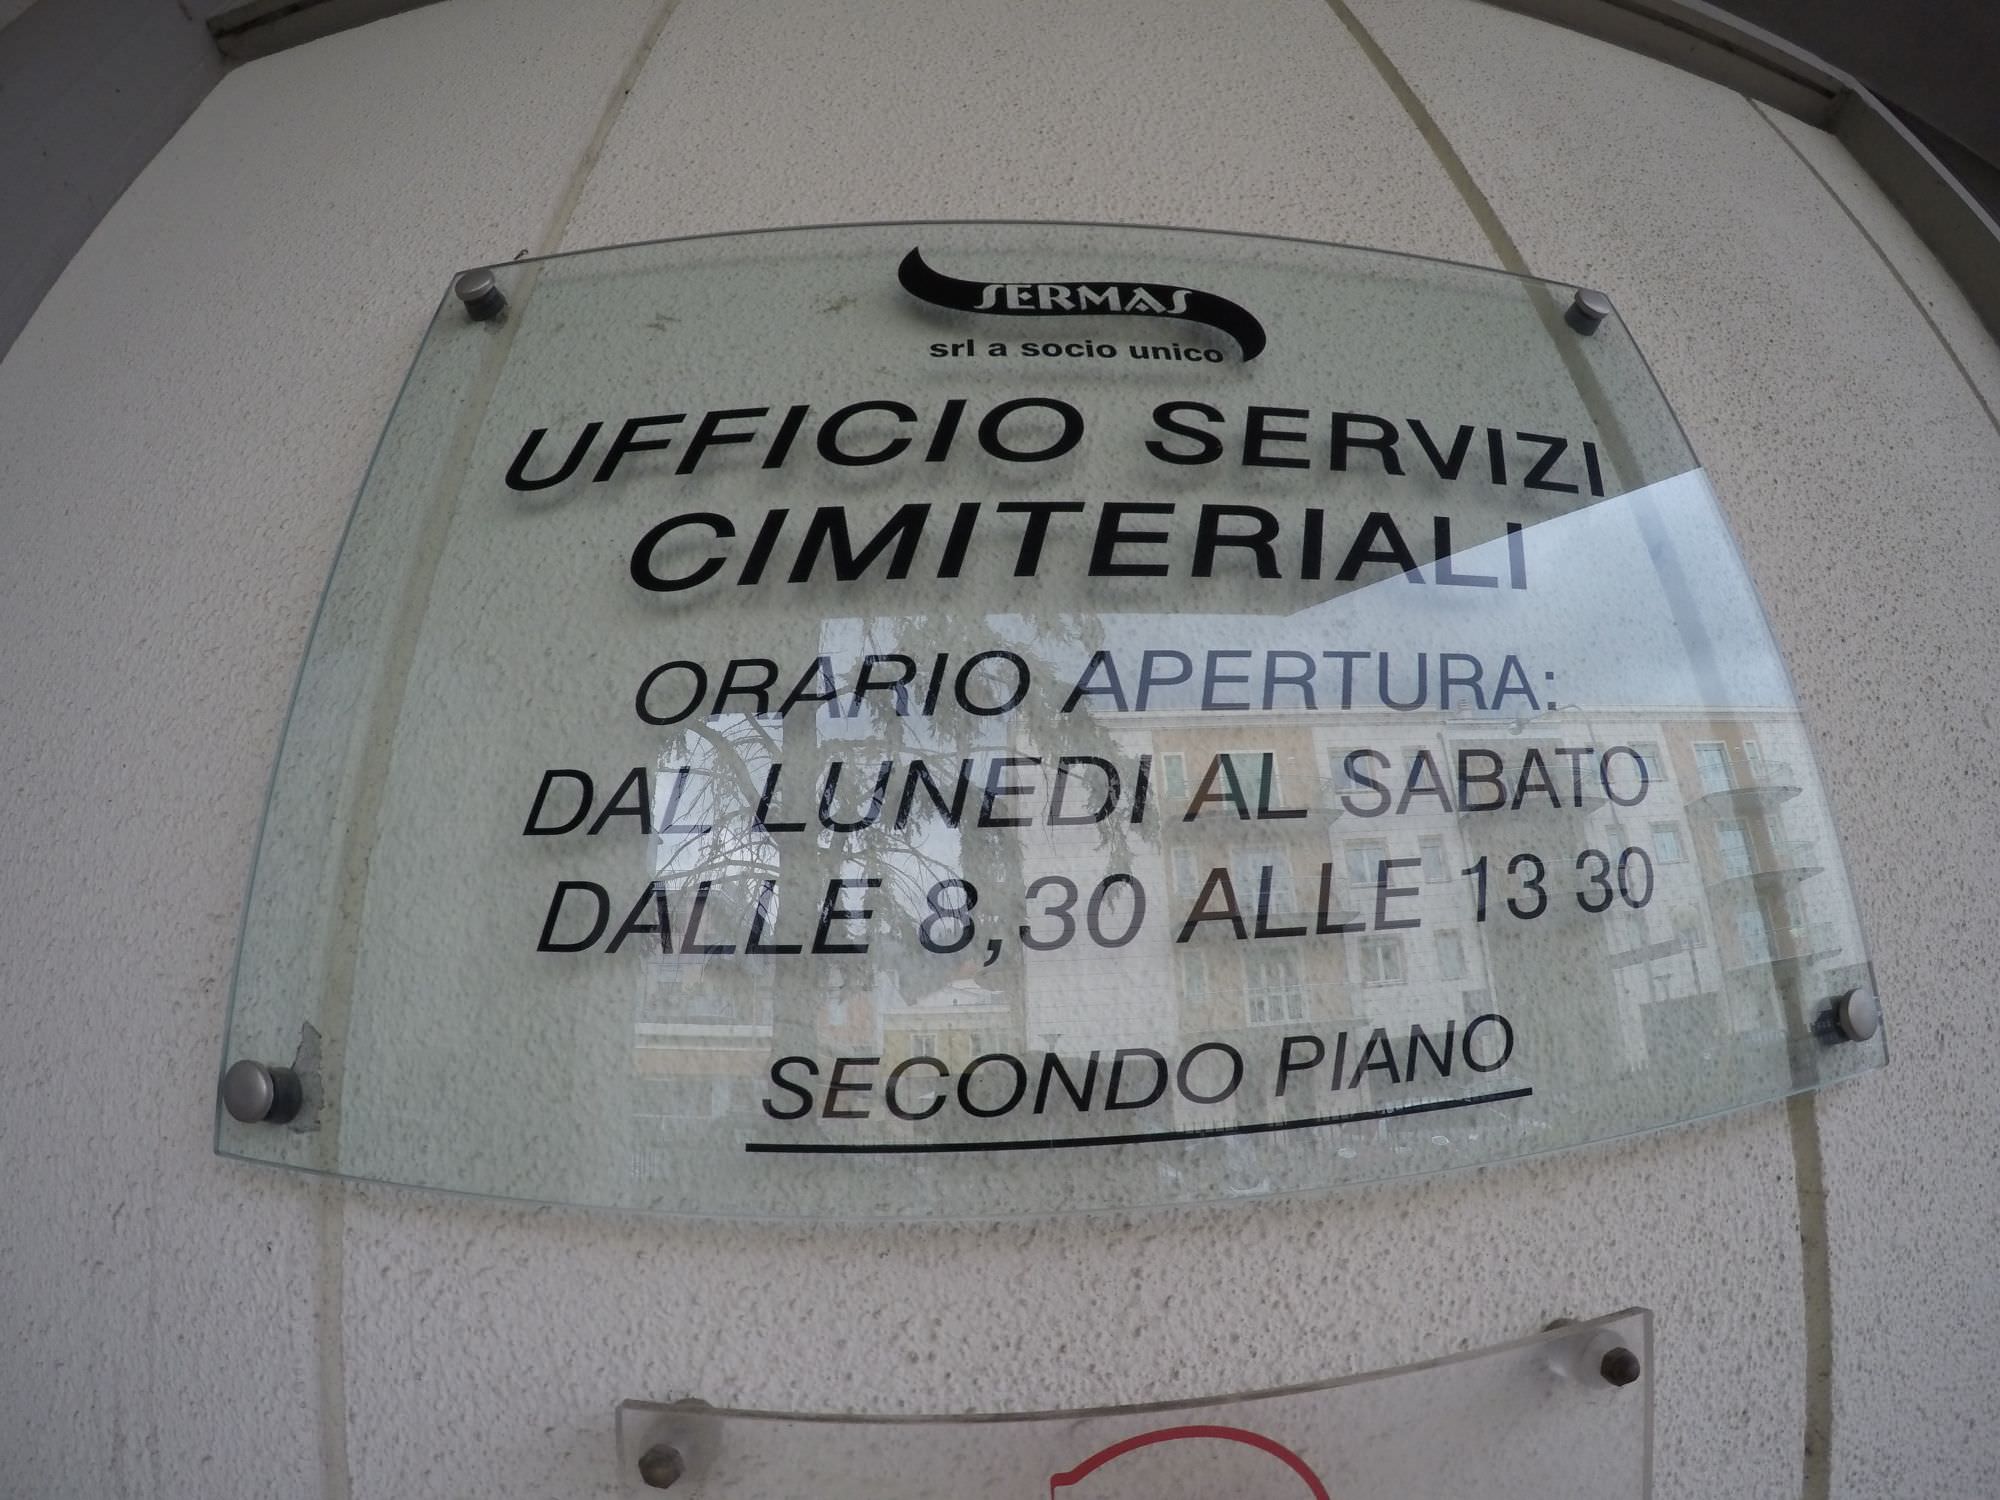 SERMAS
srl a socio unico
UFFICIO SERVIZI
CIMITERIALI
ORARIO APERTURA:
DAL LUNEDI AL SABATO
DALLE 8,30 ALLE 13 30
SECONDO PIANO